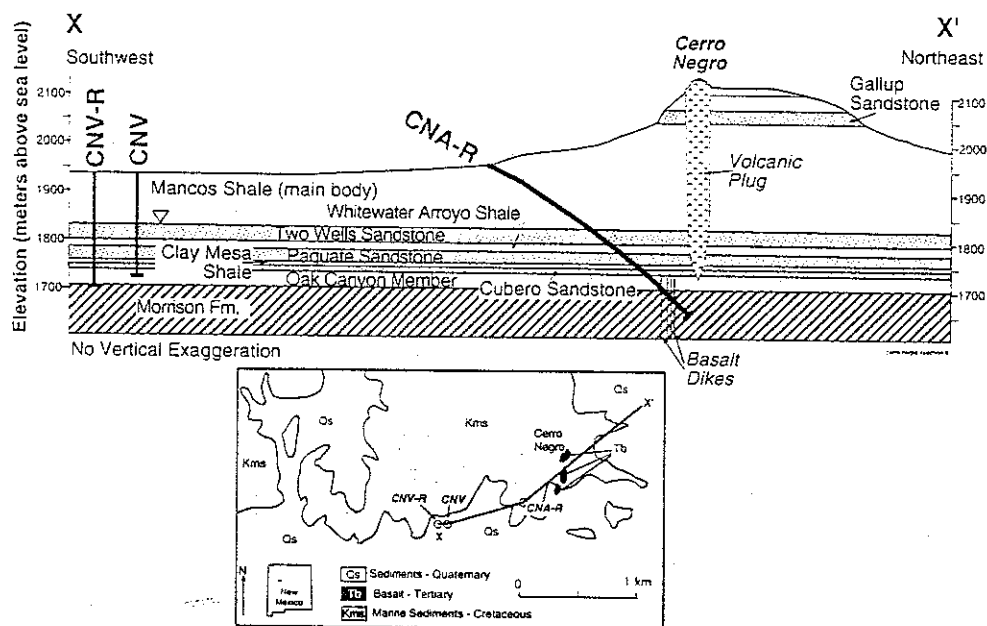 X
X'
Southwest
Northeast
Cerro
Negro
Gallup
Sandstone
Elevation (meters above sea level)
2100
2050
2000
1900
1800
1700
2100
2000
1900
1800
1700
CNV-R
CNV
CNA-R
Volcanic
Plug
Mancos Shale (main body)
Whitewater Arroyo Shale
Two Wells Sandstone
Clay Mesa
Shale
Paguate Sandstone
Oak Canyon Member
Cubero Sandstone
Morrison Fm.
No Vertical Exaggeration
Basalt
Dikes
Qs
Qs
Kms
Kms
X'
Cerro
Negro
Tb
CNV-R
CNV
CNA-R
X
Qs
Qs
N
New
Mexico
Qs Sediments - Quaternary
Tb Basalt - Tertiary
Kms Marine Sediments - Cretaceous
0 1 km